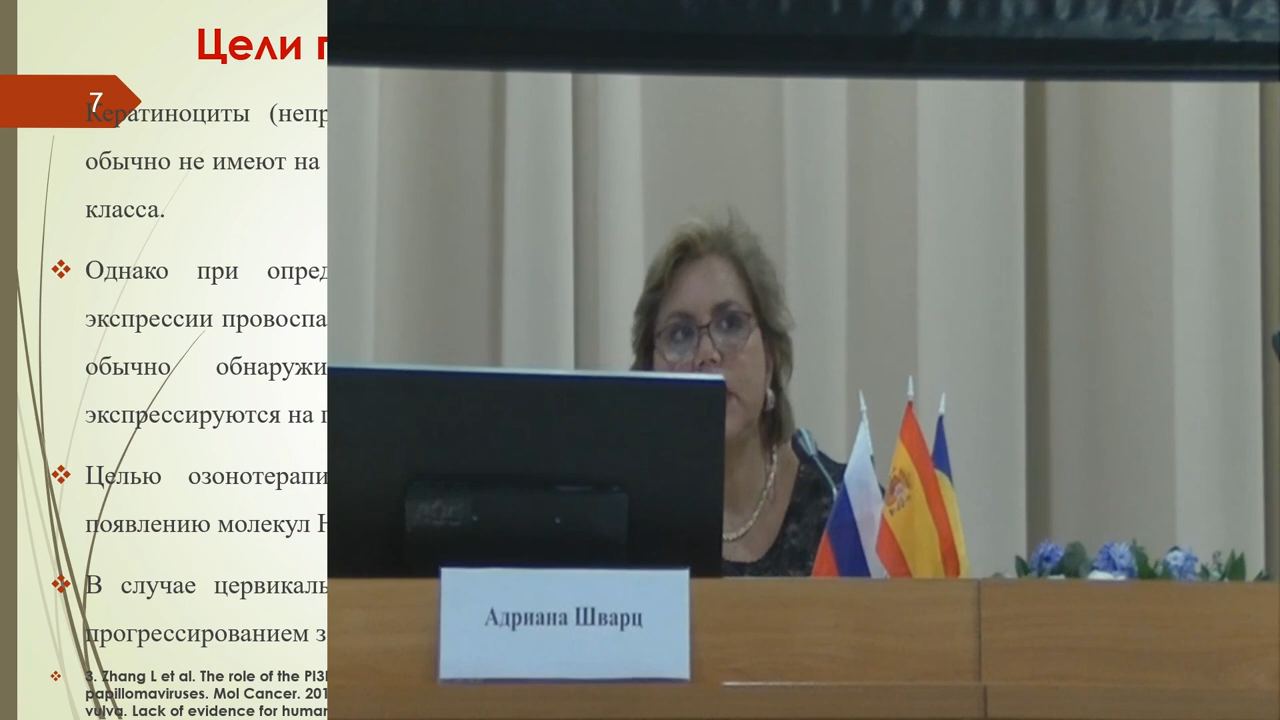 Цели
7
Кератиноциты (непр
обычно не имеют на
класса.
Однако при опред
экспрессии провоспа
обычно обнаружи
экспрессируются на
Целью озонотерапи
появлению молекул
В случае цервикаль
прогрессированием з
3. Zhang L et al. The role of the PI3
papillomaviruses. Mol Cancer. 201
vulva. Lack of evidence for human
Адриана Шварц